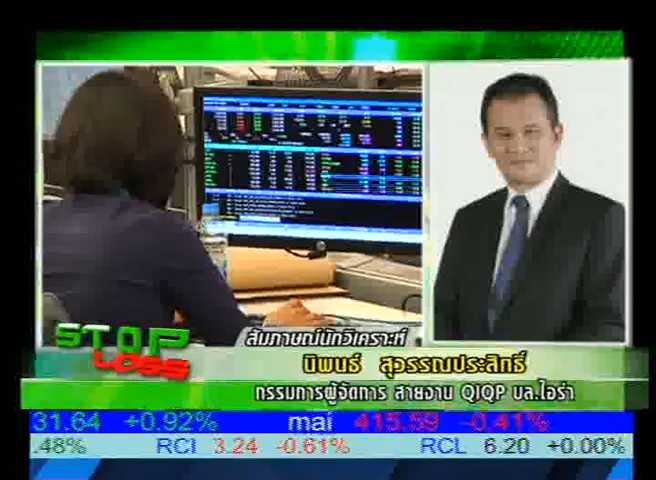 STOP
LOSS
สัมภาษณ์นักวิเคราะห์
นิพนธ์ สุวรรณประสิทธิ์
กรรมการผู้จัดการ สายงาน QIQP บล.ไอร่า
31.64 +0.92% mai 415.59 -0.41%
.48% RCI 3.24 -0.61% RCL 6.20 +0.00%